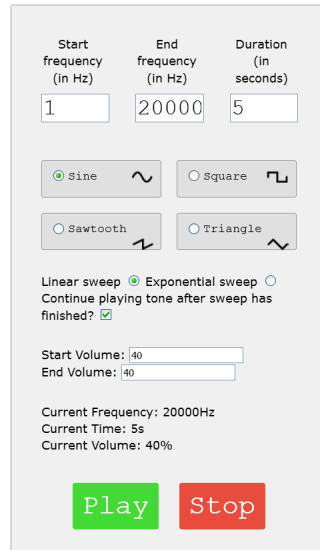 Start frequency (in Hz)
End frequency (in Hz)
Duration (in seconds)
1
20000
5
Sine
Square
Sawtooth
Triangle
Linear sweep Exponential sweep
Continue playing tone after sweep has
finished?
Start Volume: 40
End Volume: 40
Current Frequency: 20000Hz
Current Time: 5s
Current Volume: 40%
Play
Stop